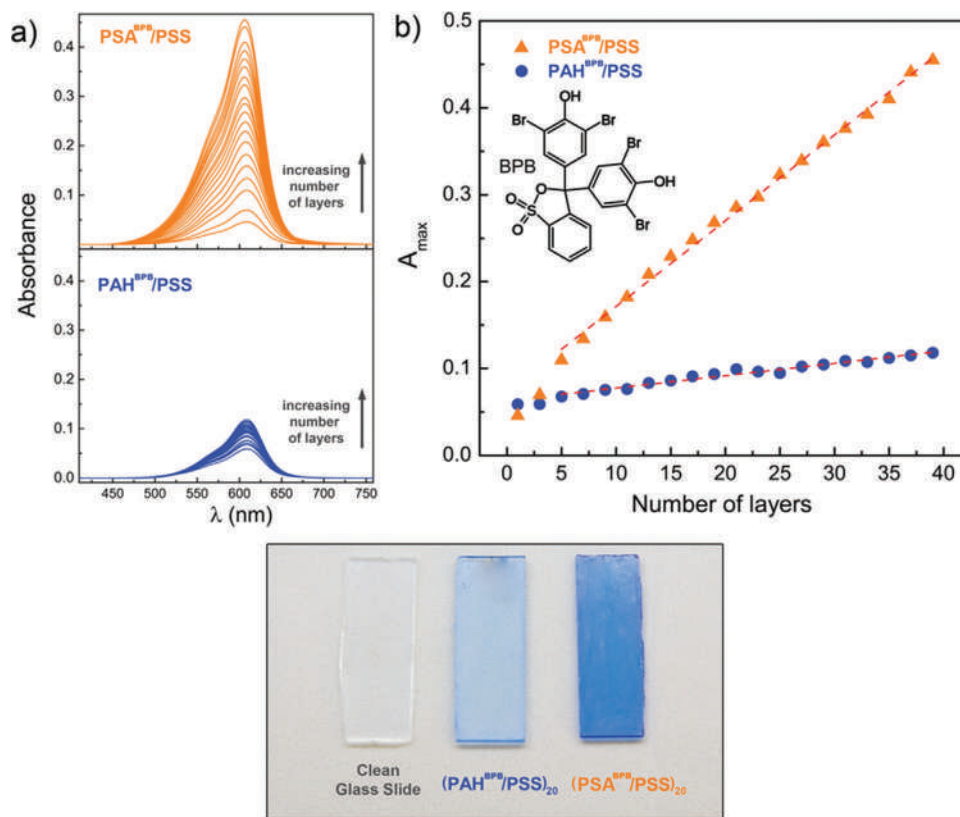 a)
PSAᴮᴾᴮ/PSS
0.4
0.3
0.2
0.1
increasing
number
of layers
PAHᴮᴾᴮ/PSS
0.4
0.3
0.2
0.1
0.0
increasing
number
of layers
Absorbance
450 500 550 600 650 700 750
λ (nm)
b)
0.5
0.4
0.3
0.2
0.1
0.0
PSAᴮᴾᴮ/PSS
PAHᴮᴾᴮ/PSS
OH
Br Br
BPB
Br
O
OH
S
O
O
Br
A_max
0 5 10 15 20 25 30 35 40
Number of layers
Clean
Glass Slide
(PAHᴮᴾᴮ/PSS)₂₀
(PSAᴮᴾᴮ/PSS)₂₀